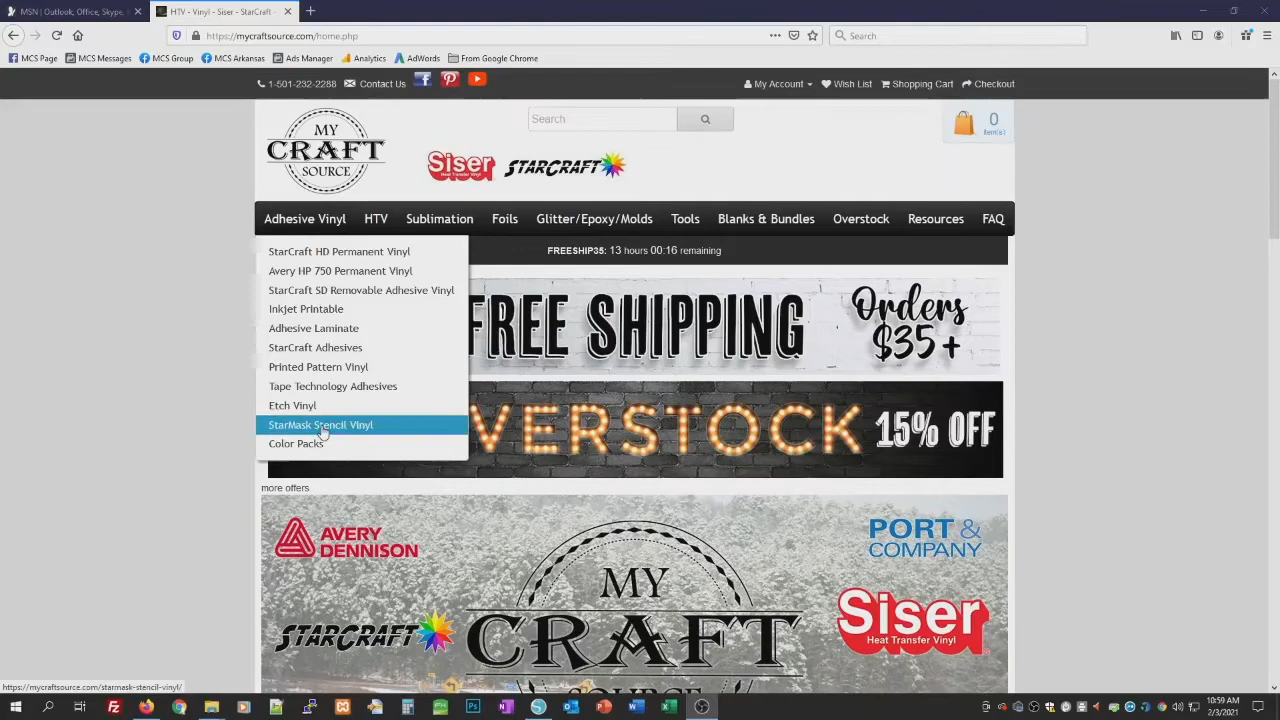 MSN | Outlook, Office, Skype,
HTV - Vinyl - Siser - StarCraft -
https://mycraftsource.com/home.php
Search
MCS Page
MCS Messages
MCS Group
MCS Arkansas
Ads Manager
Analytics
AdWords
From Google Chrome
1-501-232-2288
Contact Us
My Account
Wish List
Shopping Cart
Checkout
MY
CRAFT
SOURCE
Siser
Heat Transfer Vinyl
STARCRAFT
Search
0
item(s)
Adhesive Vinyl
HTV
Sublimation
Foils
Glitter/Epoxy/Molds
Tools
Blanks & Bundles
Overstock
Resources
FAQ
StarCraft HD Permanent Vinyl
Avery HP 750 Permanent Vinyl
StarCraft SD Removable Adhesive Vinyl
Inkjet Printable
Adhesive Laminate
StarCraft Adhesives
Printed Pattern Vinyl
Tape Technology Adhesives
Etch Vinyl
StarMask Stencil Vinyl
Color Packs
FREESHIP35: 13 hours 00:16 remaining
FREE SHIPPING
Orders
$35+
VERSTOCK
15% OFF
more offers
AVERY
DENNISON
STARCRAFT
MY
CRAFT
PORT &
COMPANY
Siser
Heat Transfer Vinyl
https://mycraftsource.com/starmask-stencil-vinyl/
10:59 AM
2/3/2021